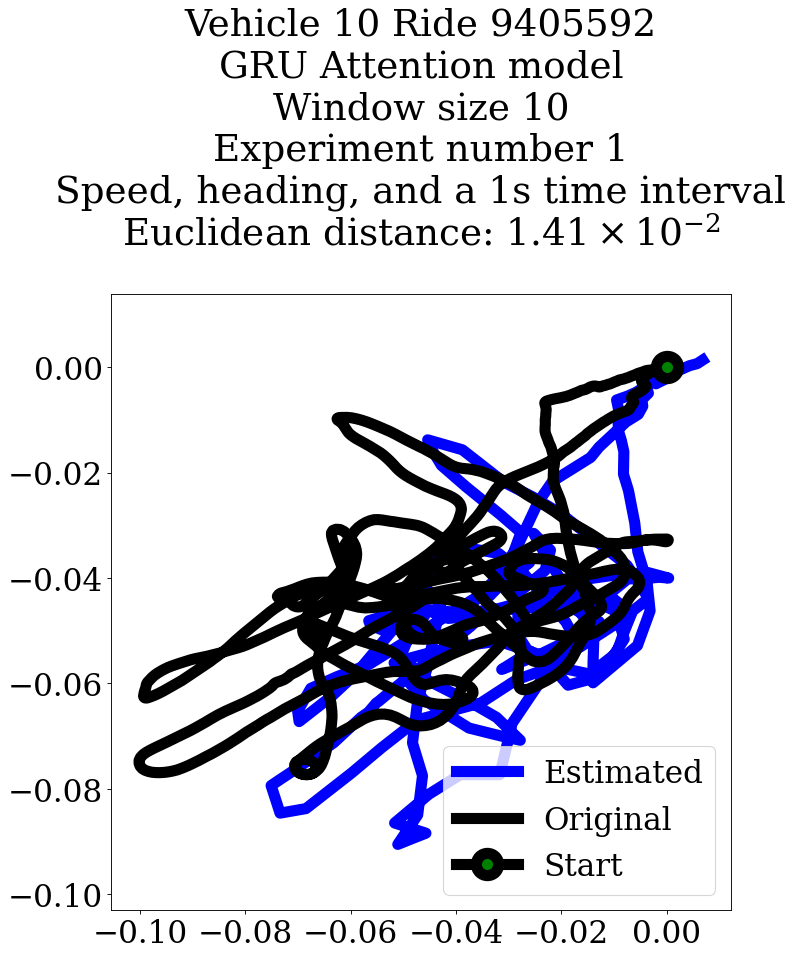 Vehicle 10 Ride 9405592
GRU Attention model
Window size 10
Experiment number 1
Speed, heading, and a 1s time interval
Euclidean distance: 1.41 × 10⁻²
0.00
−0.02
−0.04
−0.06
−0.08
−0.10
Estimated
Original
Start
−0.10 −0.08 −0.06 −0.04 −0.02 0.00